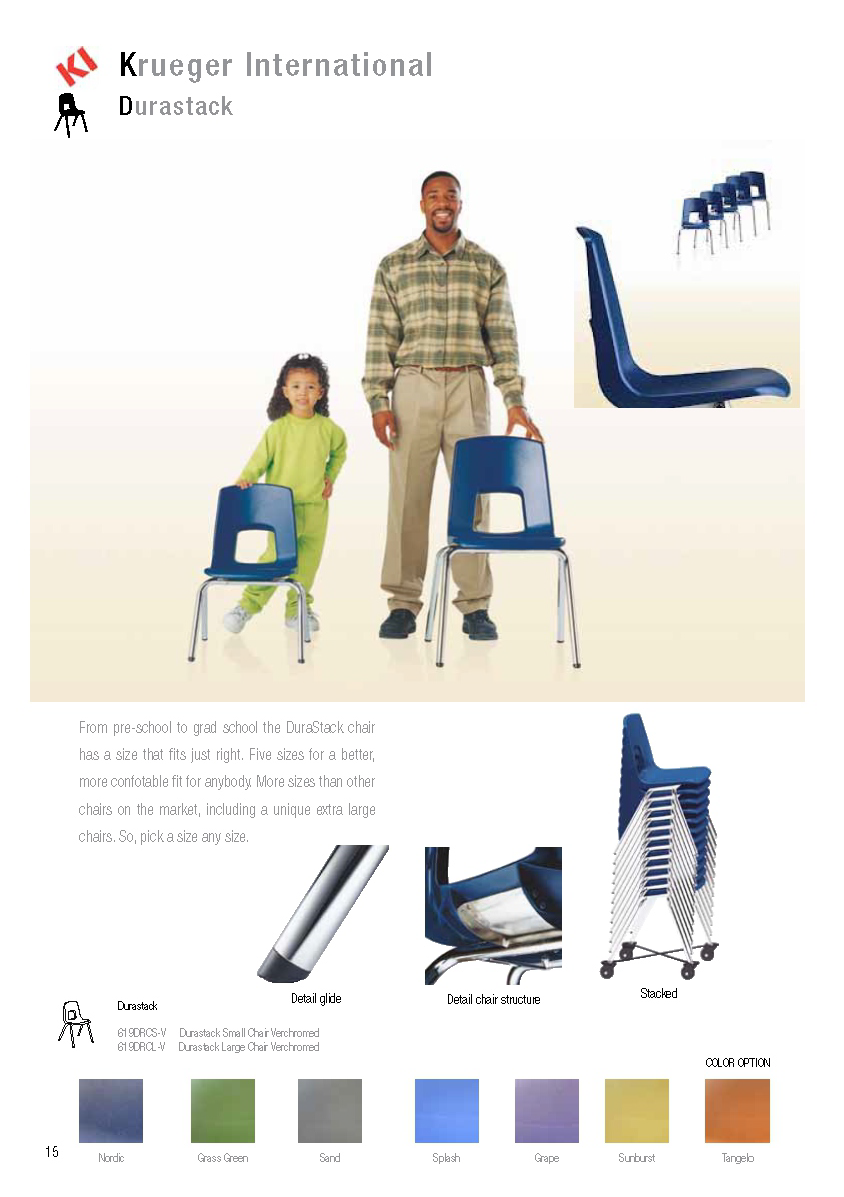 KI
Krueger International
Durastack
From pre-school to grad school the DuraStack chair
has a size that fits just right. Five sizes for a better,
more confotable fit for anybody. More sizes than other
chairs on the market, including a unique extra large
chairs. So, pick a size any size.
Detail glide
Detail chair structure
Stacked
Durastack
619DRCS-V Durastack Small Chair Verchromed
619DRCL-V Durastack Large Chair Verchromed
COLOR OPTION
Nordic
Grass Green
Sand
Splash
Grape
Sunburst
Tangelo
15